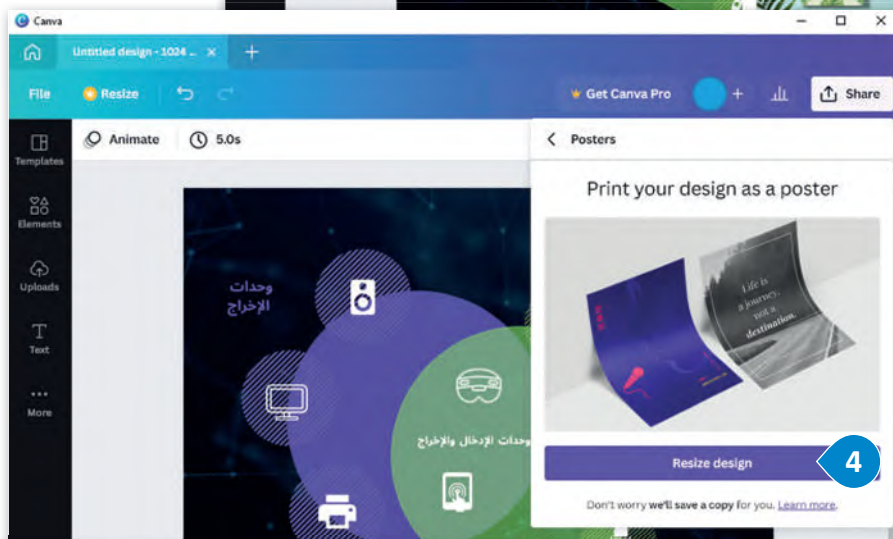 Canva
Untitled design - 1024 ...
File
Resize
Get Canva Pro
Share
Animate
5.0s
Templates
Elements
Uploads
Text
More
Posters
Print your design as a poster
Life is
a journey,
not a
destination.
وحدات
الإخراج
وحدات الإدخال والإخراج
Resize design
4
Don't worry we'll save a copy for you. Learn more.